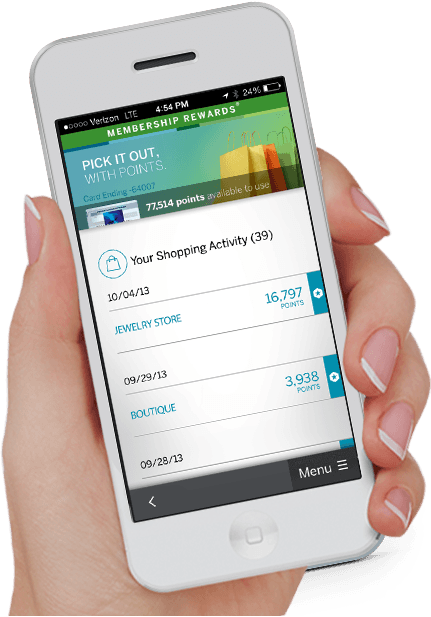 Verizon LTE 4:54 PM 24%
MEMBERSHIP REWARDS®
PICK IT OUT,
WITH POINTS.
Card Ending -64007
77,514 points available to use
Your Shopping Activity (39)
10/04/13
JEWELRY STORE 16,797
POINTS
09/29/13
BOUTIQUE 3,938
POINTS
09/28/13
Menu